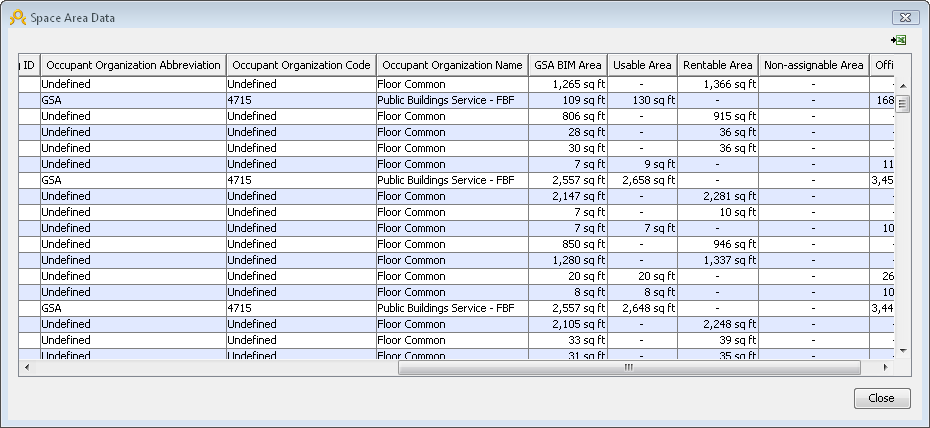 Space Area Data
g ID Occupant Organization Abbreviation Occupant Organization Code Occupant Organization Name GSA BIM Area Usable Area Rentable Area Non-assignable Area Offi
Undefined Undefined Floor Common 1,265 sq ft - 1,366 sq ft -
GSA 4715 Public Buildings Service - FBF 109 sq ft 130 sq ft - - 168
Undefined Undefined Floor Common 806 sq ft - 915 sq ft -
Undefined Undefined Floor Common 28 sq ft - 36 sq ft -
Undefined Undefined Floor Common 30 sq ft - 36 sq ft -
Undefined Undefined Floor Common 7 sq ft 9 sq ft - - 11
GSA 4715 Public Buildings Service - FBF 2,557 sq ft 2,658 sq ft - - 3,45
Undefined Undefined Floor Common 2,147 sq ft - 2,281 sq ft -
Undefined Undefined Floor Common 7 sq ft - 10 sq ft -
Undefined Undefined Floor Common 7 sq ft 7 sq ft - - 10
Undefined Undefined Floor Common 850 sq ft - 946 sq ft -
Undefined Undefined Floor Common 1,280 sq ft - 1,337 sq ft -
Undefined Undefined Floor Common 20 sq ft 20 sq ft - - 26
Undefined Undefined Floor Common 8 sq ft 8 sq ft - - 10
GSA 4715 Public Buildings Service - FBF 2,557 sq ft 2,648 sq ft - - 3,44
Undefined Undefined Floor Common 2,105 sq ft - 2,248 sq ft -
Undefined Undefined Floor Common 33 sq ft - 39 sq ft -
Undefined Undefined Floor Common 31 sq ft - 35 sq ft -
Close